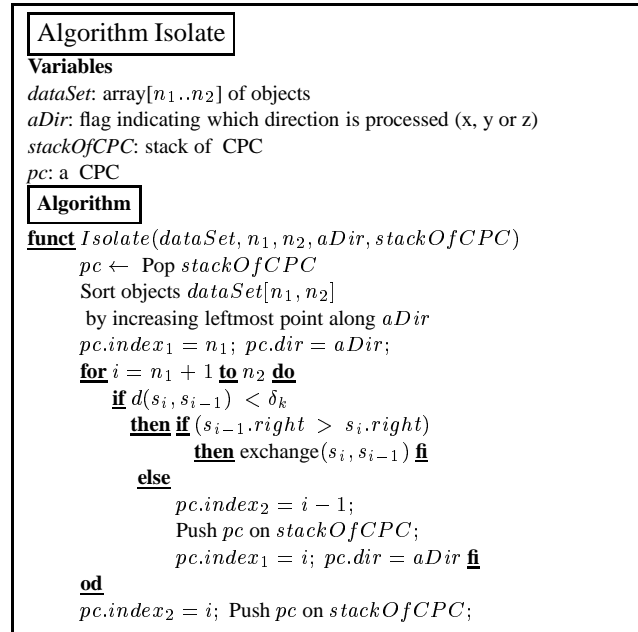 Algorithm Isolate
Variables
dataSet: array[n₁..n₂] of objects
aDir: flag indicating which direction is processed (x, y or z)
stackOfCPC: stack of CPC
pc: a CPC
Algorithm
funct Isolate(dataSet, n₁, n₂, aDir, stackOfCPC)
pc ← Pop stackOfCPC
Sort objects dataSet[n₁, n₂]
by increasing leftmost point along aDir
pc.index₁ = n₁; pc.dir = aDir;
for i = n₁ + 1 to n₂ do
if d(sᵢ, sᵢ₋₁) < δₖ
then if (sᵢ₋₁.right > sᵢ.right)
then exchange(sᵢ, sᵢ₋₁) fi
else
pc.index₂ = i − 1;
Push pc on stackOfCPC;
pc.index₁ = i; pc.dir = aDir fi
od
pc.index₂ = i; Push pc on stackOfCPC;